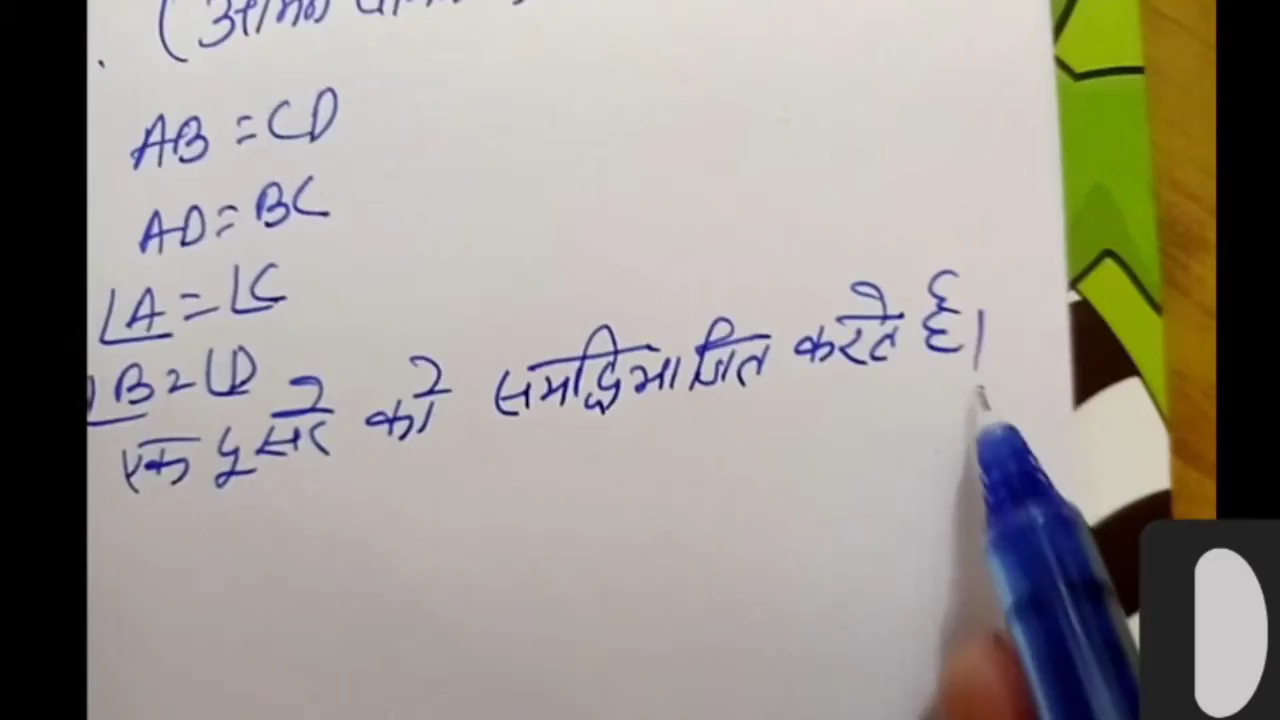 AB = CD
AD = BC
∠A = ∠C
∠B = ∠D
एक दूसरे को समद्विभाजित करते है।